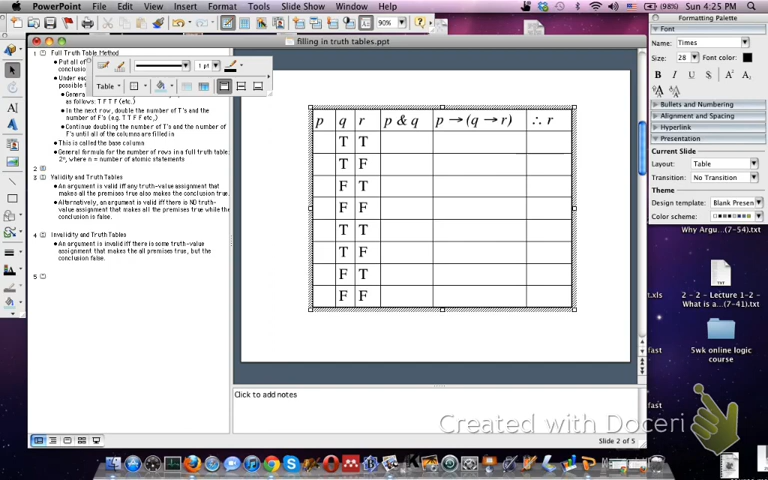 PowerPoint File Edit View Insert Format Tools Slide Show Window Help
(98%) Sun 4:25 PM
90%
filling in truth tables.ppt
Formatting Palette
Font
Name: Times
Size: 28 Font color:
B I U S A² A₂
Bullets and Numbering
Alignment and Spacing
Hyperlink
Presentation
Current Slide
Layout: Table
Transition: No Transition
Theme
Design template: Blank Presen
Color scheme:
1 Full Truth Table Method
Put all of
conclusion
Under eac
possible t
Genera
as follows: T F T F (etc.)
In the next row, double the number of T's and the
number of F's (e.g. T T F F etc.)
Continue doubling the number of T's and the number
of F's until all of the columns are filled in
This is called the base column
General formula for the number of rows in a full truth table:
2ⁿ, where n = number of atomic statements
2
3 Validity and Truth Tables
An argument is valid iff any truth-value assignment that
makes all the premises true also makes the conclusion true.
Alternatively, an argument is valid iff there is NO truth-
value assignment that makes all the premises true while the
conclusion is false.
4 Invalidity and Truth Tables
An argument is invalid iff there is some truth-value
assignment that makes the all premises true, but the
conclusion false.
5
1 pt
Table
p q r p & q p → (q → r) ∴ r
T T
T F
F T
F F
T T
T F
F T
F F
Why Argu...(7-54).txt
ts.xls
2 - 2 - Lecture 1-2 -
What is a...(7-41).txt
fast
5wk online logic
course
fast
Click to add notes
Created with Doceri
Slide 2 of 5